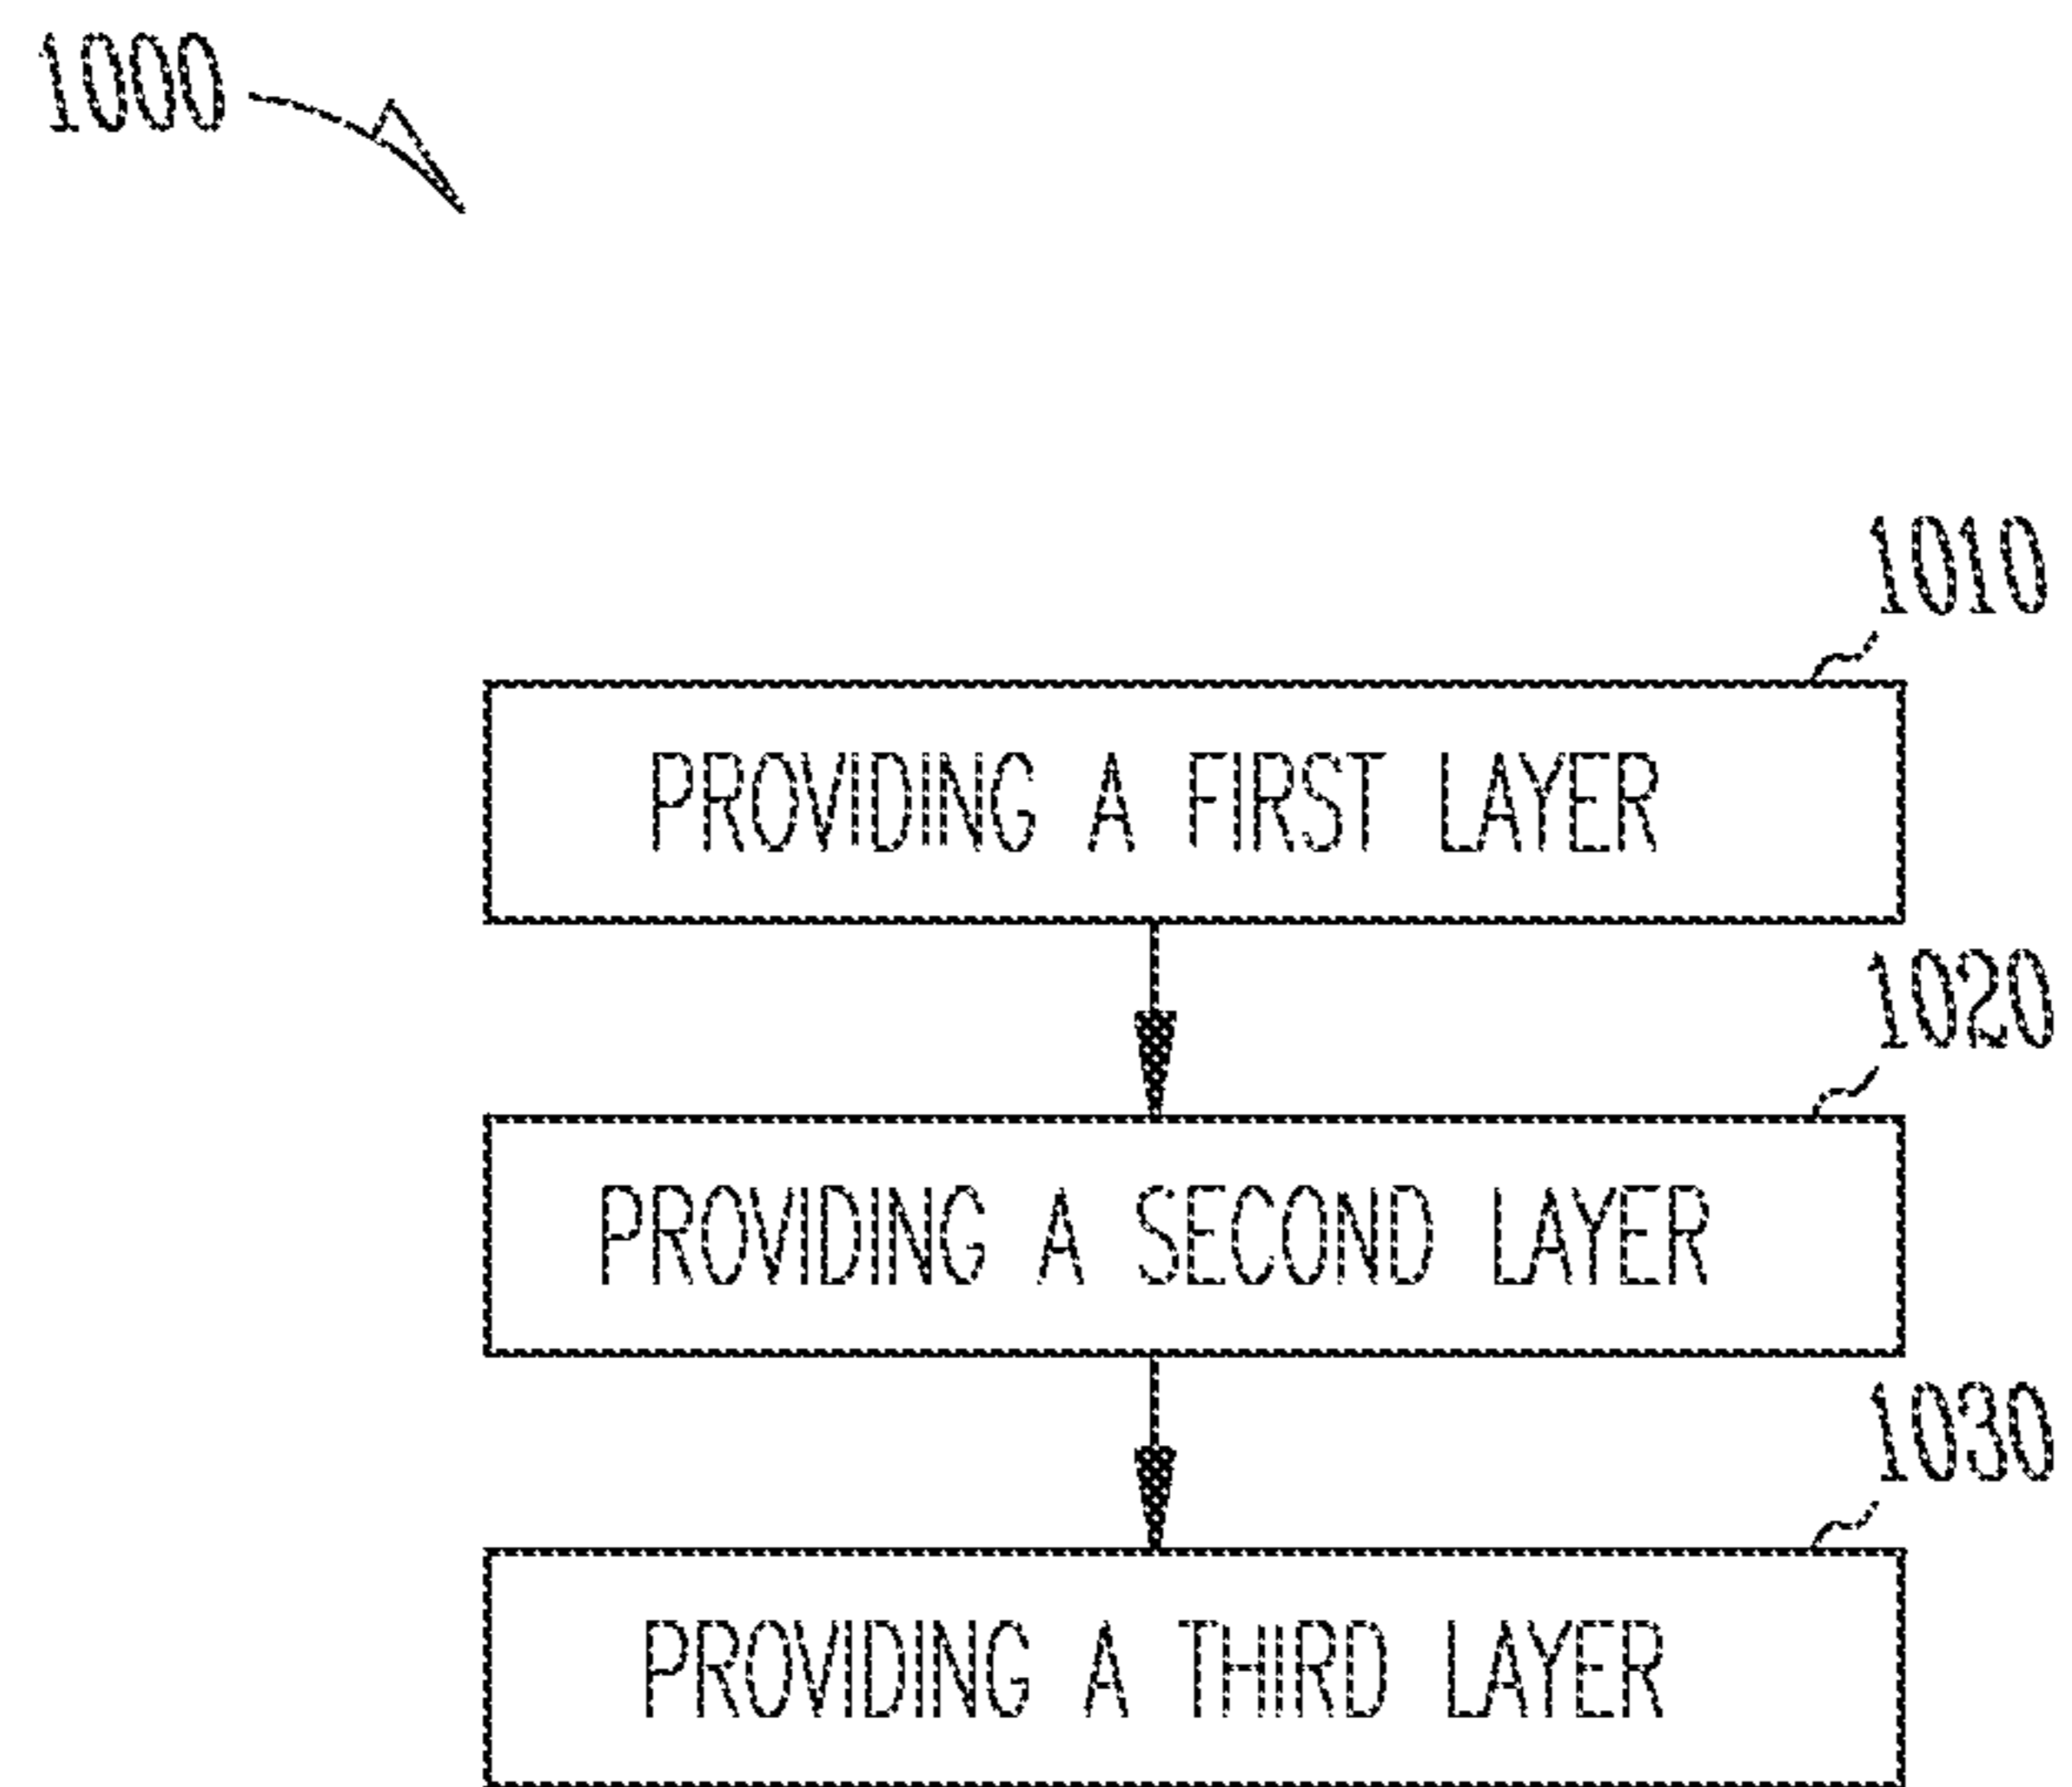 1000
1010
PROVIDING A FIRST LAYER
1020
PROVIDING A SECOND LAYER
1030
PROVIDING A THIRD LAYER